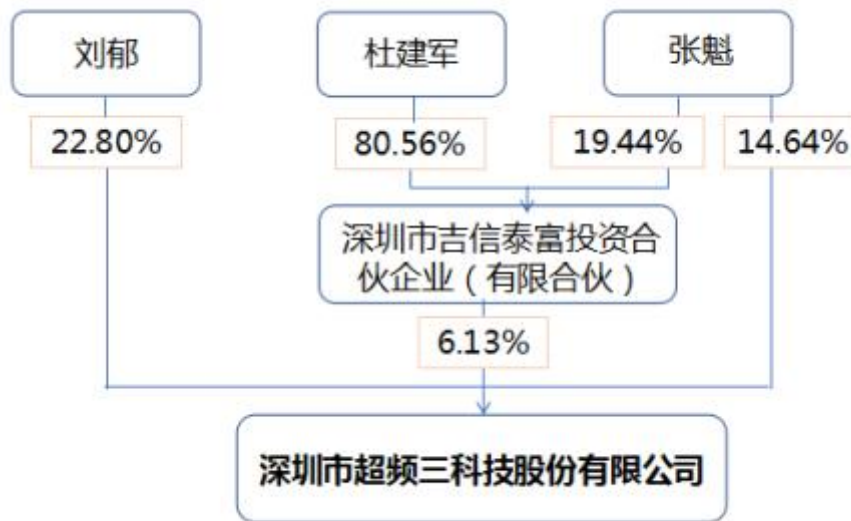 刘郁
杜建军
张魁
22.80%
80.56%
19.44%
14.64%
深圳市吉信泰富投资合
伙企业（有限合伙）
6.13%
深圳市超频三科技股份有限公司